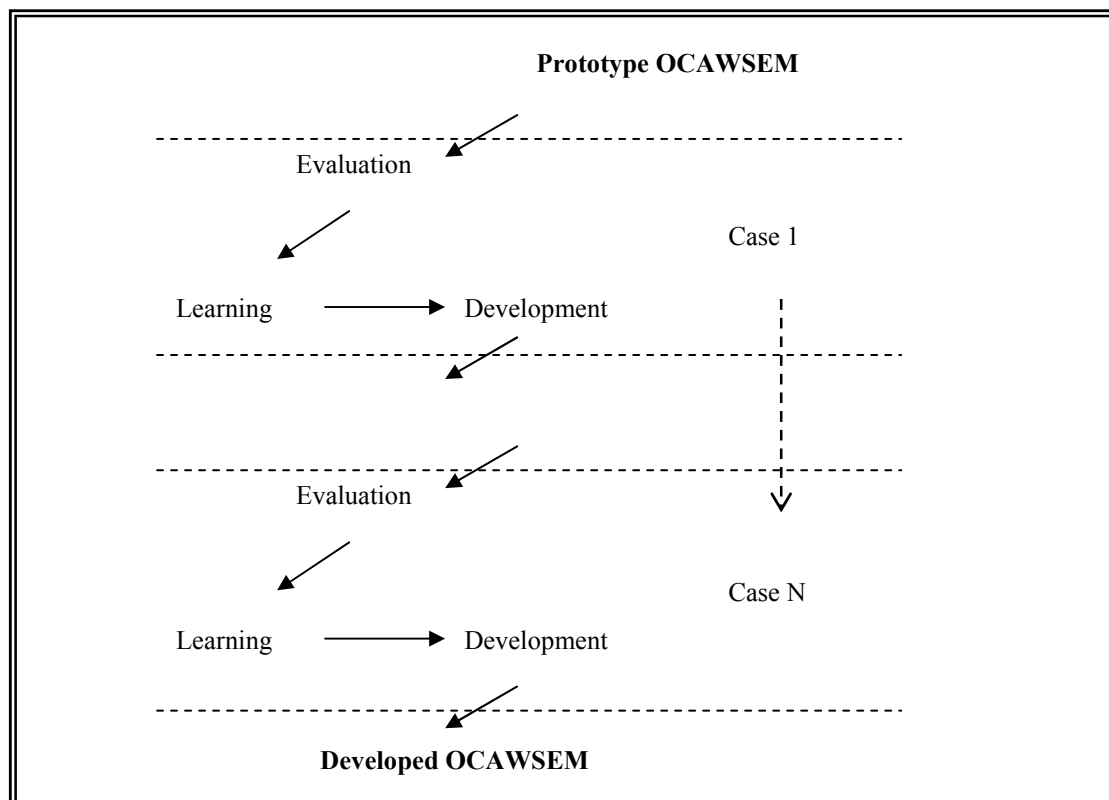 Prototype OCAWSEM
Evaluation
Case 1
Learning
Development
Evaluation
Case N
Learning
Development
Developed OCAWSEM